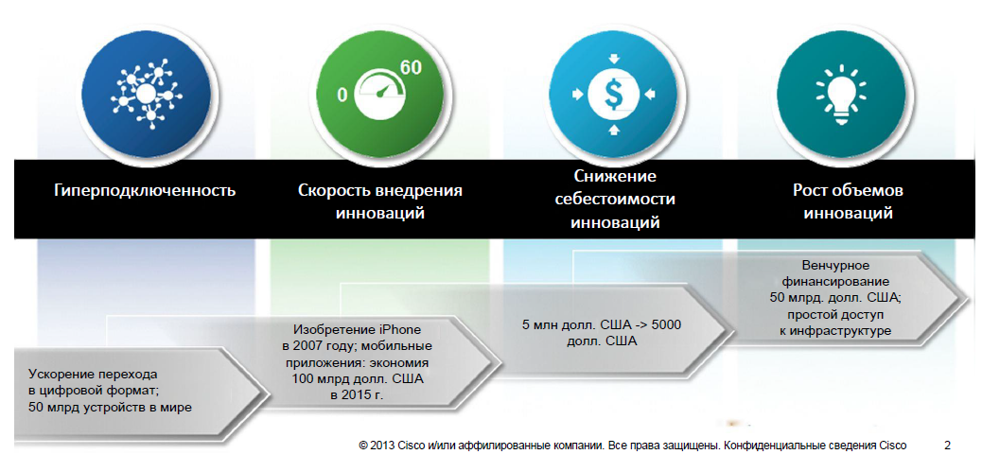 0
60
$
Гиперподключенность
Скорость внедрения
инноваций
Снижение
себестоимости
инноваций
Рост объемов
инноваций
Ускорение перехода
в цифровой формат;
50 млрд устройств в мире
Изобретение iPhone
в 2007 году; мобильные
приложения: экономия
100 млрд долл. США
в 2015 г.
5 млн долл. США -> 5000
долл. США
Венчурное
финансирование
50 млрд. долл. США;
простой доступ
к инфраструктуре
© 2013 Cisco и/или аффилированные компании. Все права защищены. Конфиденциальные сведения Cisco
2